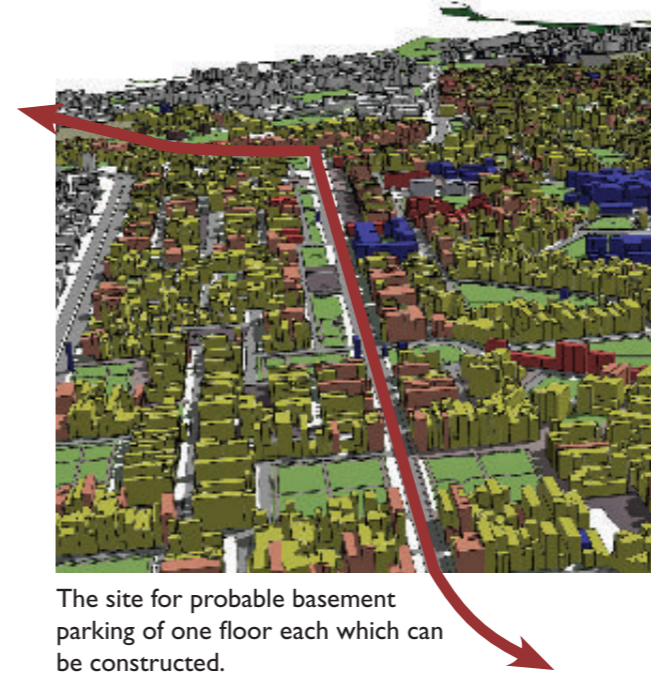 The site for probable basement
parking of one floor each which can
be constructed.